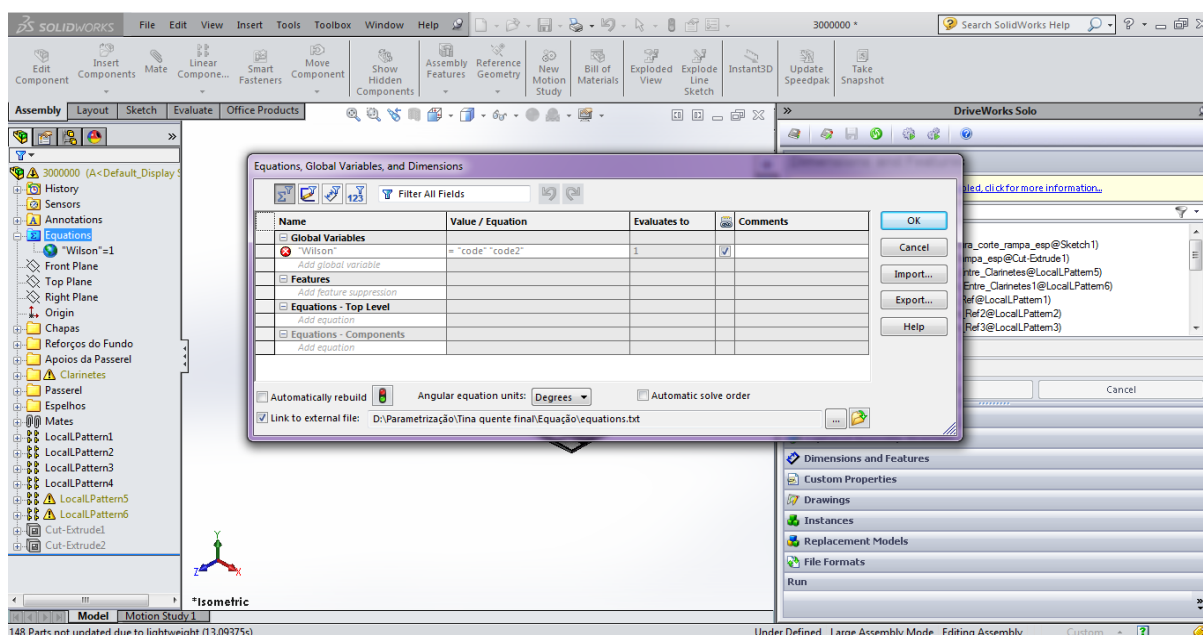 SOLIDWORKS File Edit View Insert Tools Toolbox Window Help 3000000 * Search SolidWorks Help
Edit Component
Insert Components
Mate
Linear Compone...
Smart Fasteners
Move Component
Show Hidden Components
Assembly Features
Reference Geometry
New Motion Study
Bill of Materials
Exploded View
Explode Line Sketch
Instant3D
Update Speedpak
Take Snapshot
Assembly Layout Sketch Evaluate Office Products
DriveWorks Solo
3000000 (A<Default_Display S
History
Sensors
Annotations
Equations
"Wilson"=1
Front Plane
Top Plane
Right Plane
Origin
Chapas
Reforços do Fundo
Apoios da Passerel
Clarinetes
Passerel
Espelhos
Mates
LocalLPattern1
LocalLPattern2
LocalLPattern3
LocalLPattern4
LocalLPattern5
LocalLPattern6
Cut-Extrude1
Cut-Extrude2
Equations, Global Variables, and Dimensions
Filter All Fields
Name Value / Equation Evaluates to Comments
Global Variables
"Wilson" = "code" "code2" 1
Add global variable
Features
Add feature suppression
Equations - Top Level
Add equation
Equations - Components
Add equation
OK
Cancel
Import...
Export...
Help
Automatically rebuild Angular equation units: Degrees Automatic solve order
Link to external file: D:\Parametrização\Tina quente final\Equação\equations.txt ...
Dimensions and Features
bled, click for more information...
ra_corte_rampa_esp@Sketch1)
mpa_esp@Cut-Extrude1)
ntre_Clarinetes@LocalLPattern5)
Entre_Clarinetes1@LocalLPattern6)
Ref@LocalLPattern1)
_Ref2@LocalLPattern2)
_Ref3@LocalLPattern3)
Cancel
Dimensions and Features
Custom Properties
Drawings
Instances
Replacement Models
File Formats
Run
*Isometric
Model Motion Study 1
148 Parts not updated due to lightweight (13.09375s) Under Defined Large Assembly Mode Editing Assembly Custom